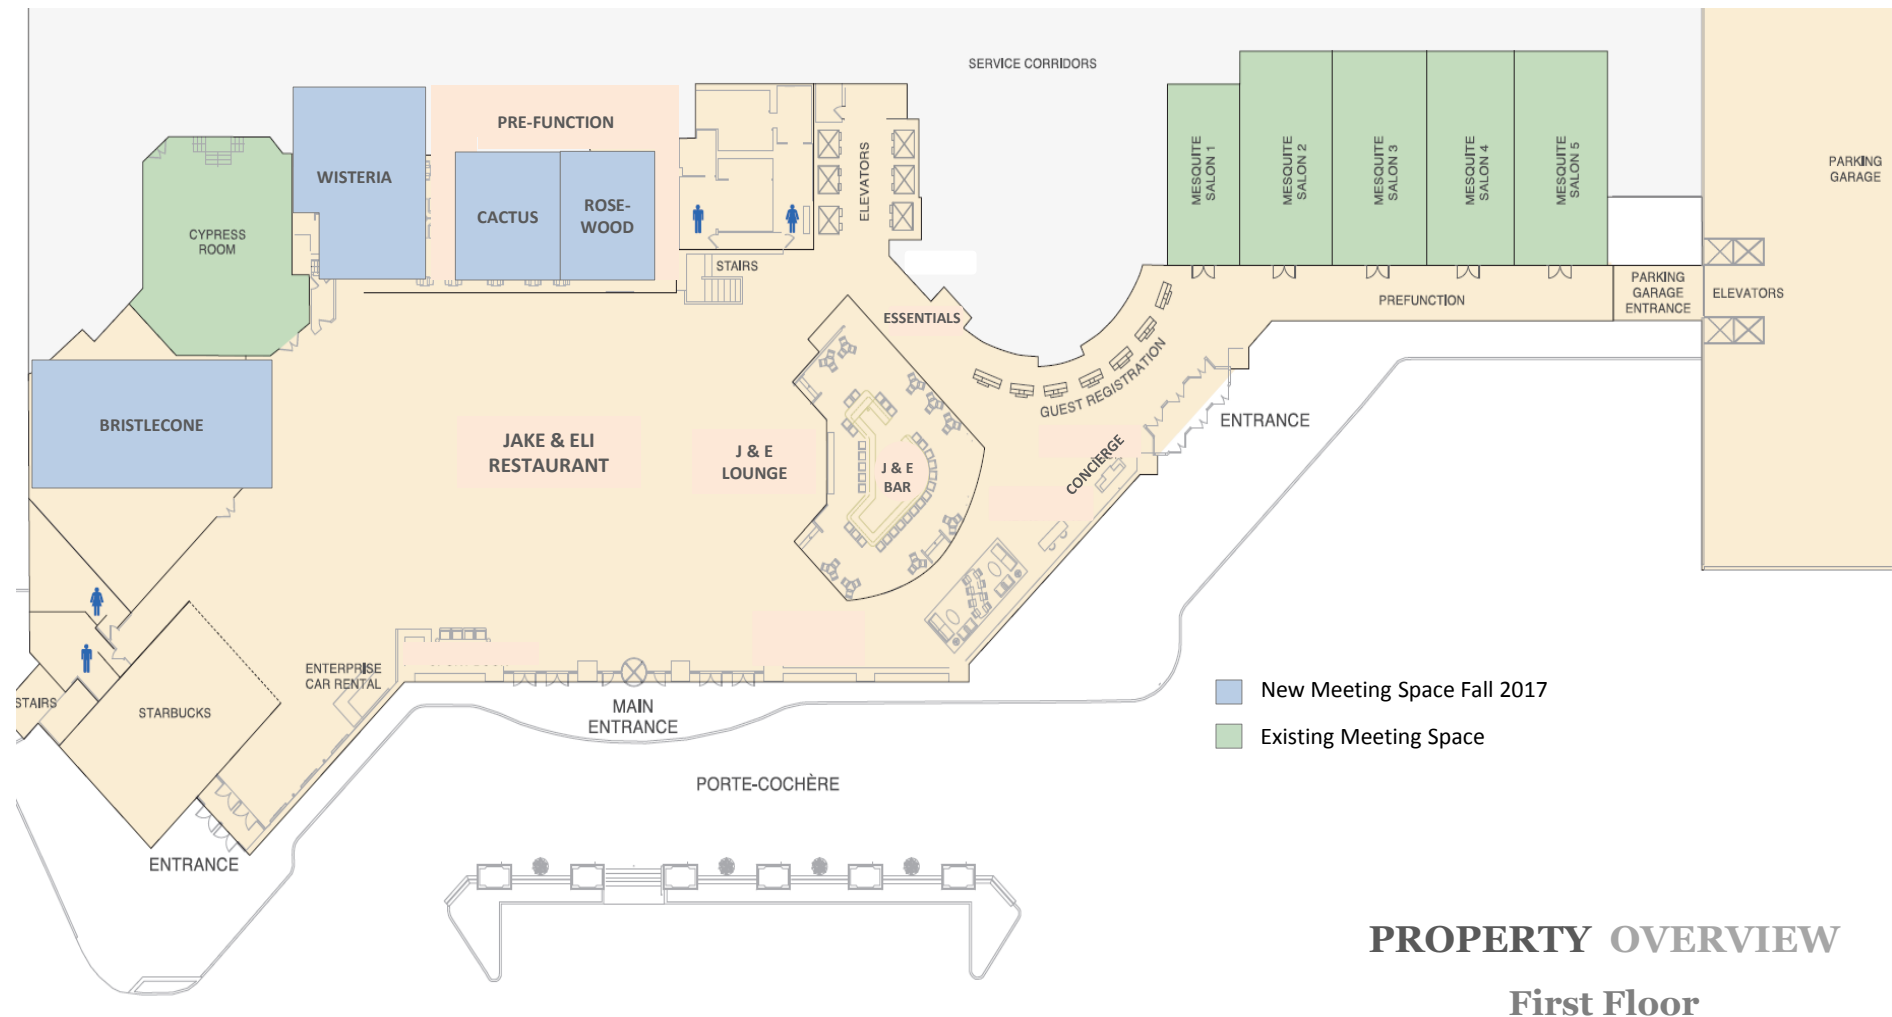 SERVICE CORRIDORS
PRE-FUNCTION
WISTERIA
CACTUS
ROSE-
WOOD
CYPRESS
ROOM
ELEVATORS
STAIRS
MESQUITE
SALON 1
MESQUITE
SALON 2
MESQUITE
SALON 3
MESQUITE
SALON 4
MESQUITE
SALON 5
PARKING
GARAGE
PARKING
GARAGE
ENTRANCE
ELEVATORS
PREFUNCTION
ESSENTIALS
GUEST REGISTRATION
ENTRANCE
CONCIERGE
BRISTLECONE
JAKE & ELI
RESTAURANT
J & E
LOUNGE
J & E
BAR
ENTERPRISE
CAR RENTAL
STAIRS
STARBUCKS
MAIN
ENTRANCE
ENTRANCE
PORTE-COCHÈRE
New Meeting Space Fall 2017
Existing Meeting Space
PROPERTY OVERVIEW
First Floor